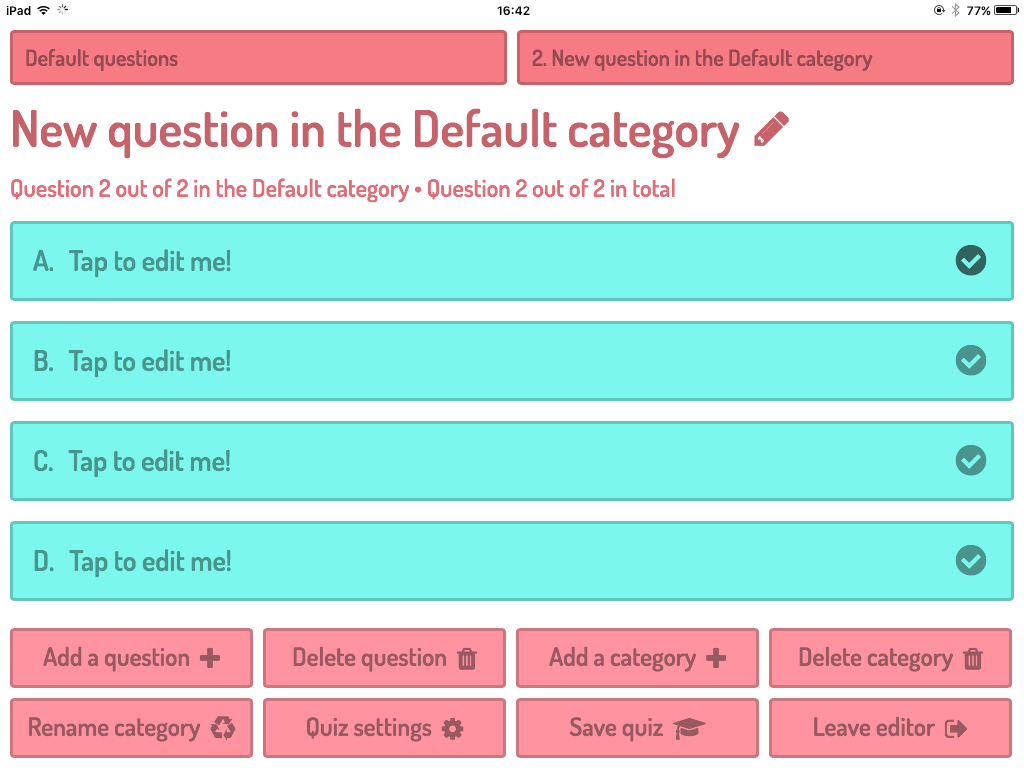 iPad 16:42 77%
Default questions 2. New question in the Default category
New question in the Default category
Question 2 out of 2 in the Default category • Question 2 out of 2 in total
A. Tap to edit me!
B. Tap to edit me!
C. Tap to edit me!
D. Tap to edit me!
Add a question Delete question Add a category Delete category
Rename category Quiz settings Save quiz Leave editor